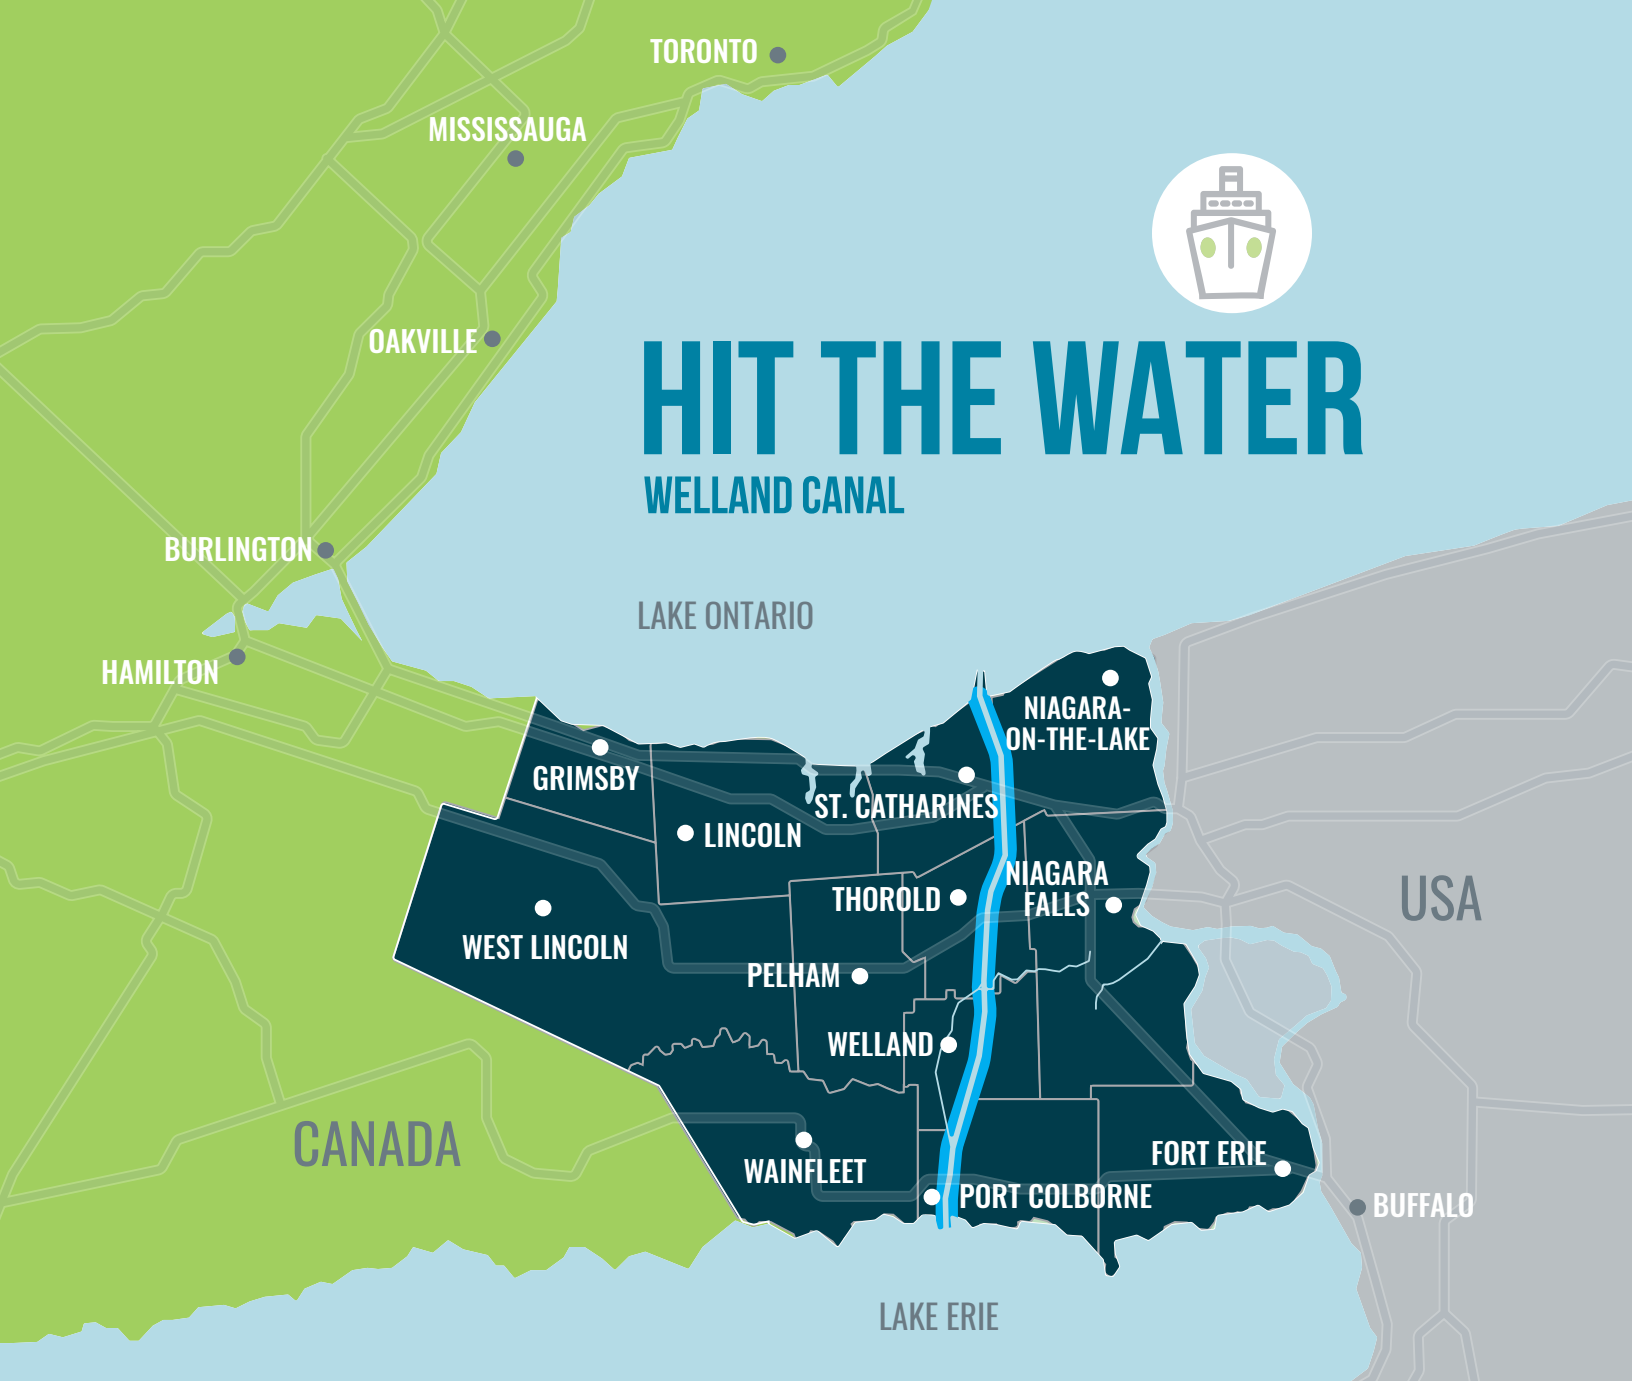 TORONTO
MISSISSAUGA
OAKVILLE
HIT THE WATER
WELLAND CANAL
BURLINGTON
LAKE ONTARIO
HAMILTON
NIAGARA-
ON-THE-LAKE
GRIMSBY
ST. CATHARINES
LINCOLN
NIAGARA
FALLS
THOROLD
USA
WEST LINCOLN
PELHAM
WELLAND
CANADA
FORT ERIE
WAINFLEET
PORT COLBORNE
BUFFALO
LAKE ERIE